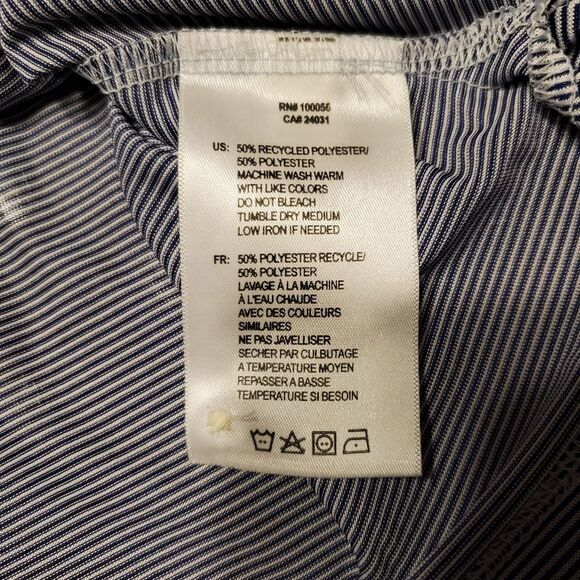 RN# 100056
CA# 24031
US: 50% RECYCLED POLYESTER/
50% POLYESTER
MACHINE WASH WARM
WITH LIKE COLORS
DO NOT BLEACH
TUMBLE DRY MEDIUM
LOW IRON IF NEEDED
FR: 50% POLYESTER RECYCLE/
50% POLYESTER
LAVAGE À LA MACHINE
À L'EAU CHAUDE
AVEC DES COULEURS
SIMILAIRES
NE PAS JAVELLISER
SECHER PAR CULBUTAGE
A TEMPERATURE MOYEN
REPASSER A BASSE
TEMPERATURE SI BESOIN